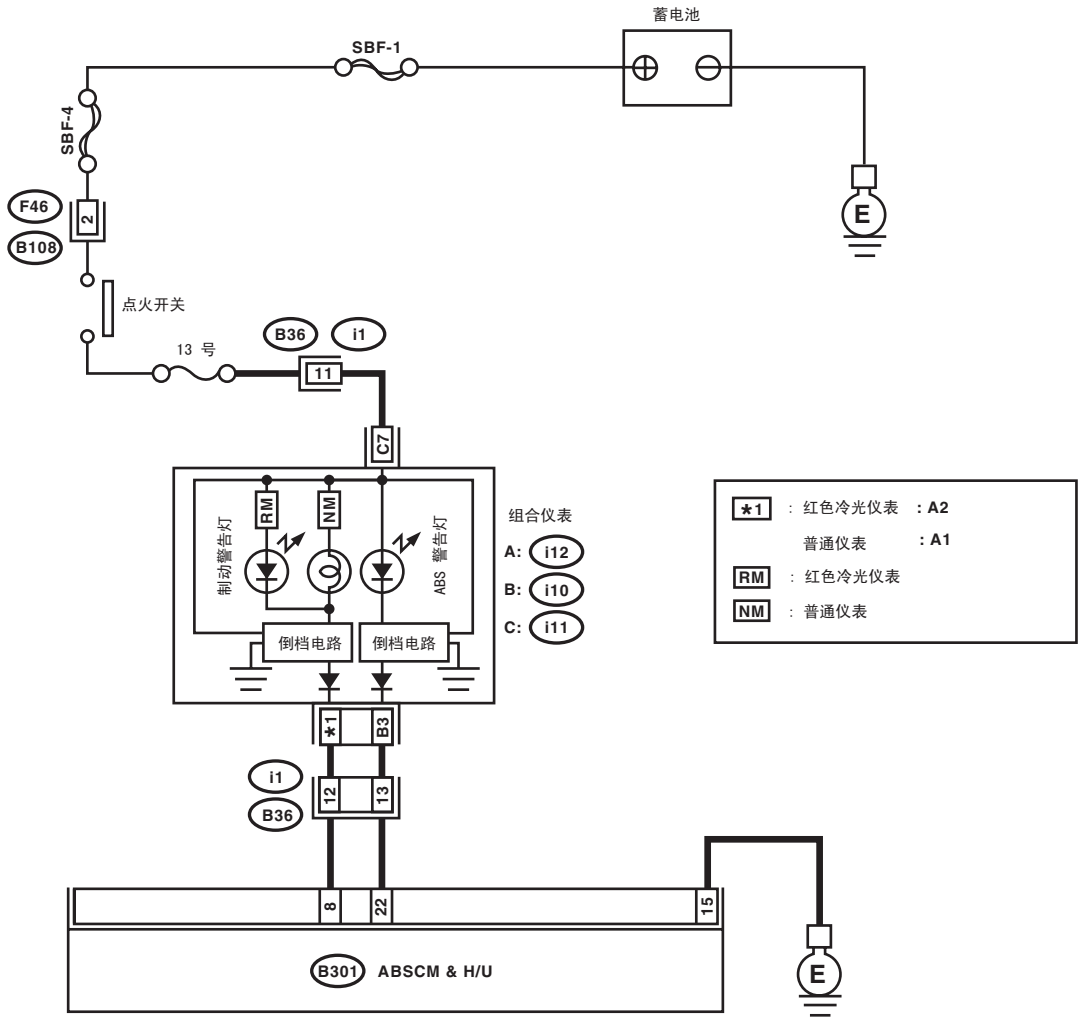 蓄电池
SBF-1
SBF-4
E
F46
2
B108
点火开关
13 号
B36
i1
11
C7
RM
NM
制动警告灯
ABS 警告灯
组合仪表
A: i12
B: i10
C: i11
*1 : 红色冷光仪表 : A2
普通仪表 : A1
RM : 红色冷光仪表
NM : 普通仪表
倒档电路
倒档电路
*1
B3
i1
B36
12
13
8
22
15
B301 ABSCM & H/U
E